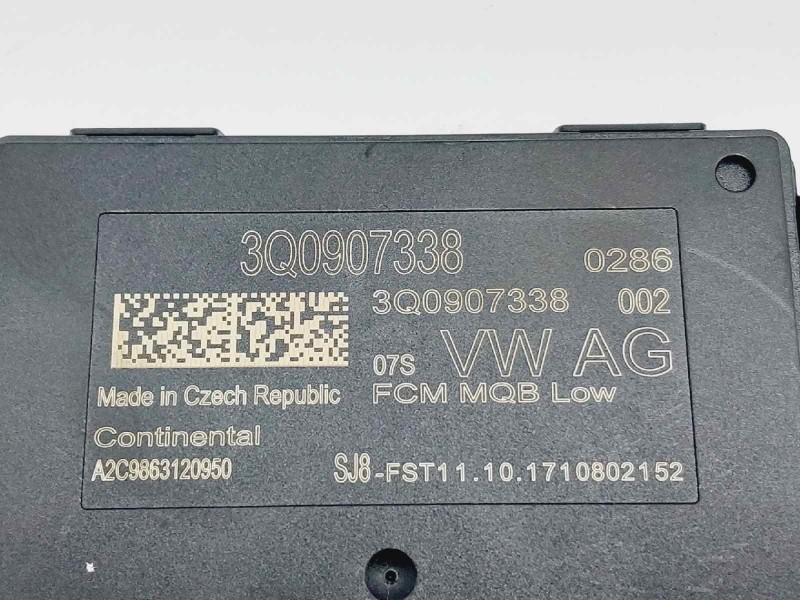 3Q0907338 0286
3Q0907338 002
07S VW AG
Made in Czech Republic FCM MQB Low
Continental
A2C9863120950 SJ8-FST11.10.1710802152